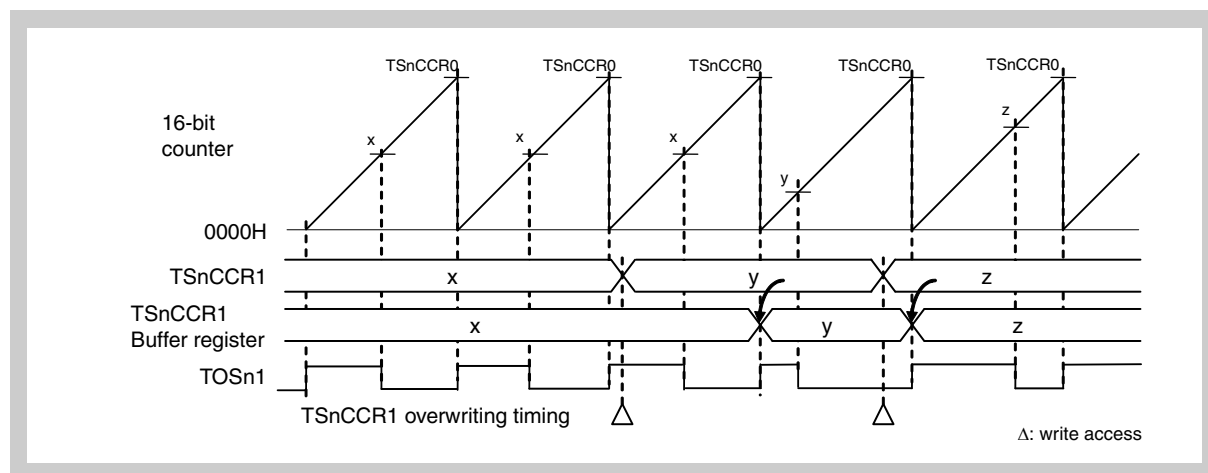 TSnCCR0 TSnCCR0 TSnCCR0 TSnCCR0 TSnCCR0
16-bit
counter
x x x y z
0000H
TSnCCR1 x y z
TSnCCR1
Buffer register x y z
TOSn1
TSnCCR1 overwriting timing
Δ: write access